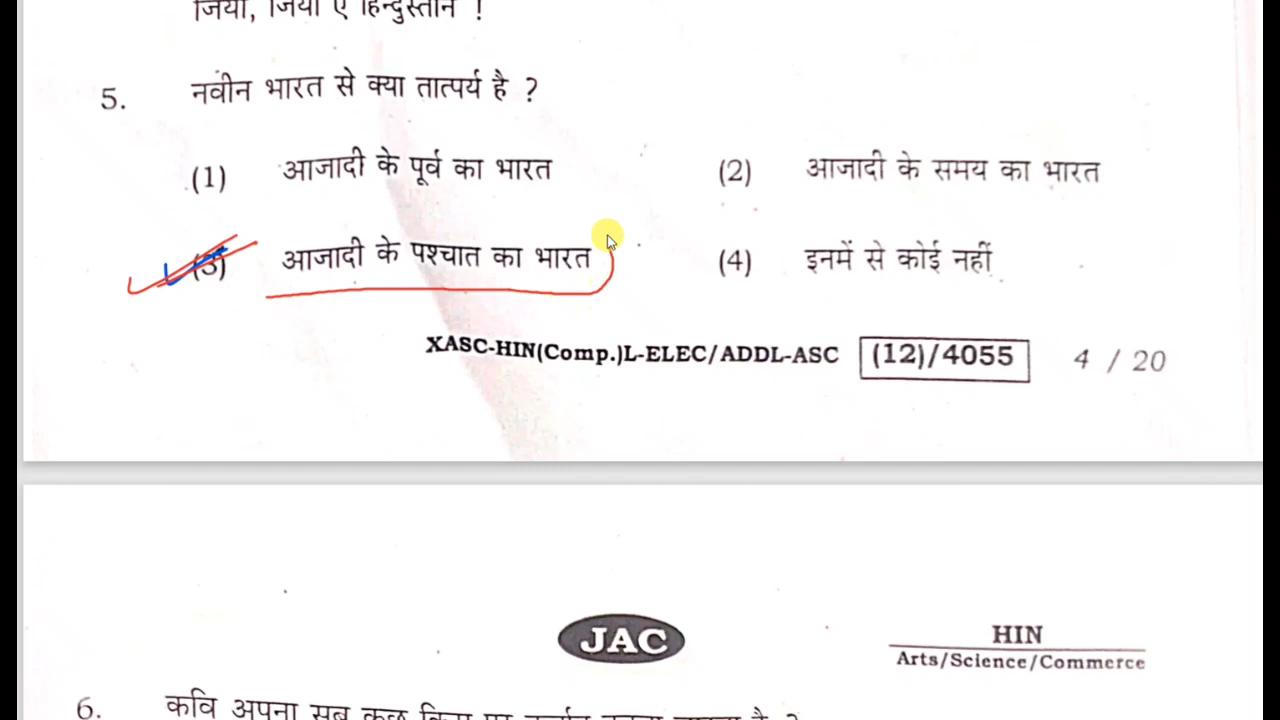 जियो, जियो ऐ हिन्दुस्तान !
5. नवीन भारत से क्या तात्पर्य है ?
(1) आजादी के पूर्व का भारत (2) आजादी के समय का भारत
(3) आजादी के पश्चात का भारत (4) इनमें से कोई नहीं
XASC-HIN(Comp.)L-ELEC/ADDL-ASC (12)/4055 4 / 20
JAC
HIN
Arts/Science/Commerce
6. कवि अपना सब कुछ किस पर है ?